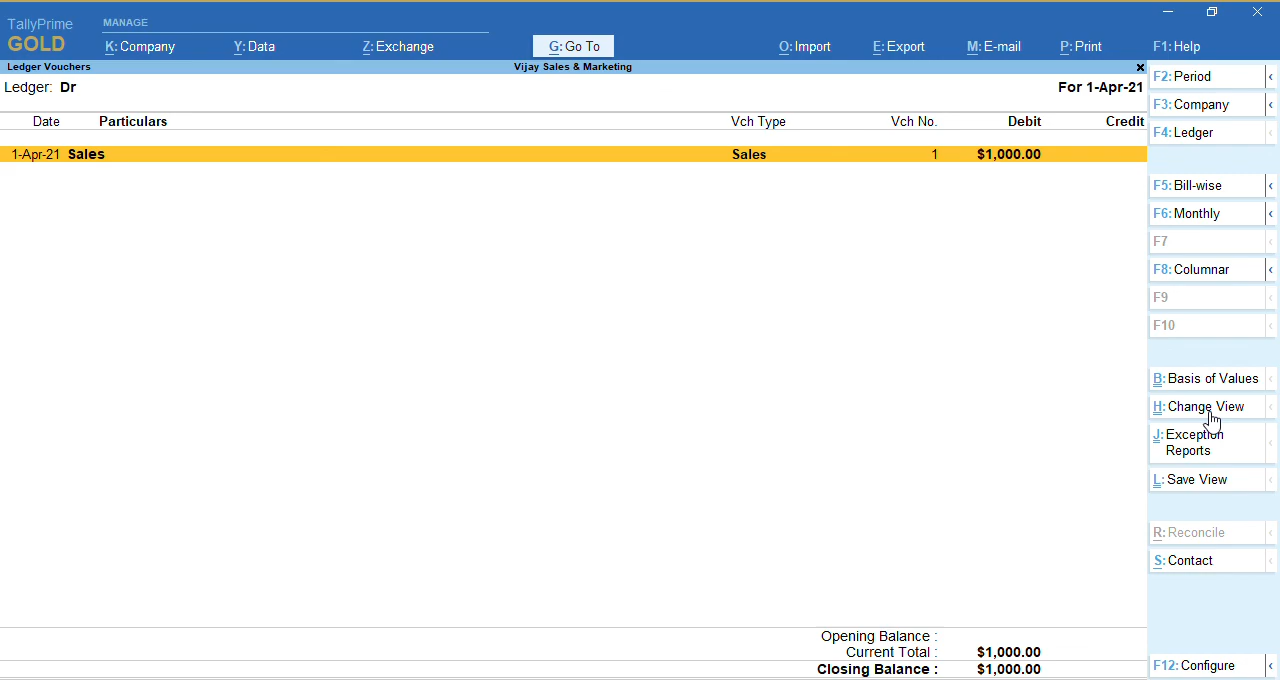 TallyPrime
GOLD
MANAGE
K: Company Y: Data Z: Exchange G: Go To O: Import E: Export M: E-mail P: Print F1: Help
Ledger Vouchers Vijay Sales & Marketing ×
Ledger: Dr For 1-Apr-21
Date Particulars Vch Type Vch No. Debit Credit
1-Apr-21 Sales Sales 1 $1,000.00
Opening Balance :
Current Total : $1,000.00
Closing Balance : $1,000.00
F2: Period
F3: Company
F4: Ledger
F5: Bill-wise
F6: Monthly
F7
F8: Columnar
F9
F10
B: Basis of Values
H: Change View
J: Exception
Reports
L: Save View
R: Reconcile
S: Contact
F12: Configure